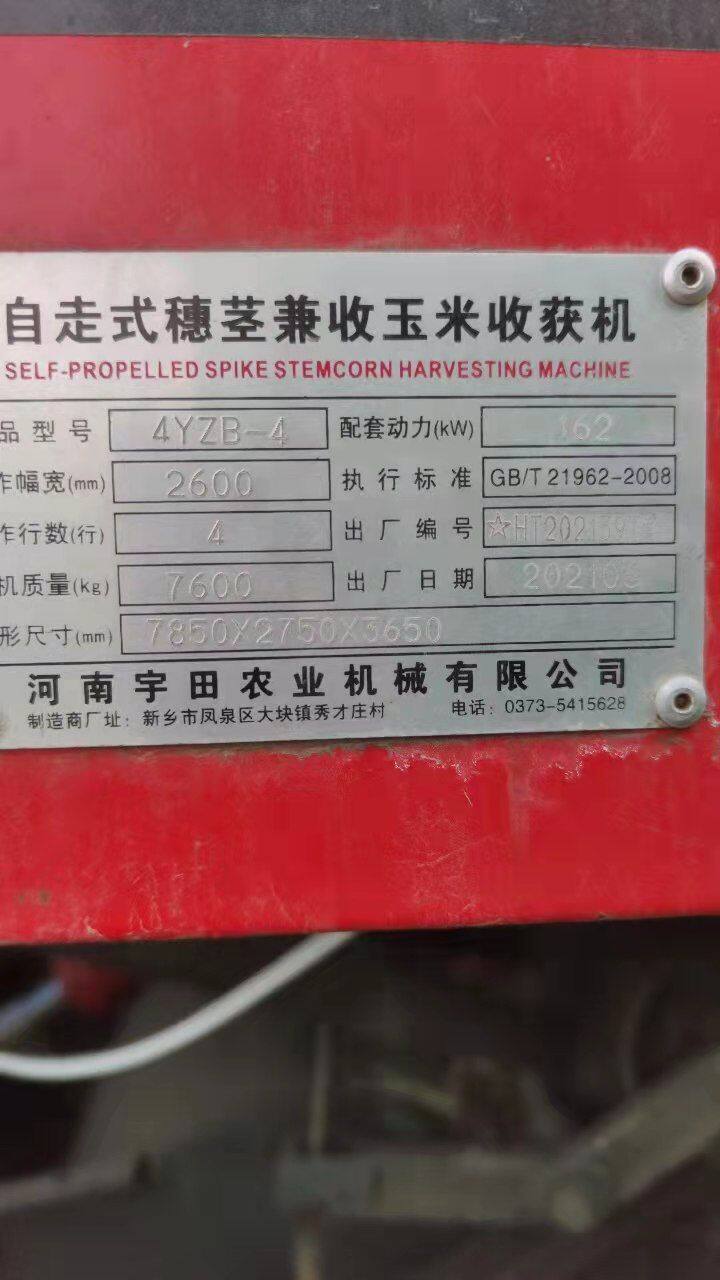 自走式穗茎兼收玉米收获机
SELF-PROPELLED SPIKE STEMCORN HARVESTING MACHINE
品型号 4YZB-4 配套动力(kW) 162
作幅宽(mm) 2600 执行标准 GB/T 21962-2008
作行数(行) 4 出厂编号
机质量(kg) 7600 出厂日期
形尺寸(mm) 7850X2750X3650
河南宇田农业机械有限公司
制造商厂址：新乡市凤泉区大块镇秀才庄村 电话：0373-5415628